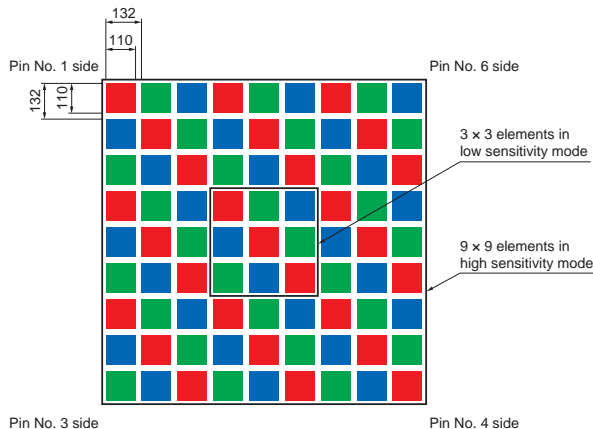 132
110
Pin No. 1 side
Pin No. 6 side
132
110
3 × 3 elements in
low sensitivity mode
9 × 9 elements in
high sensitivity mode
Pin No. 3 side
Pin No. 4 side